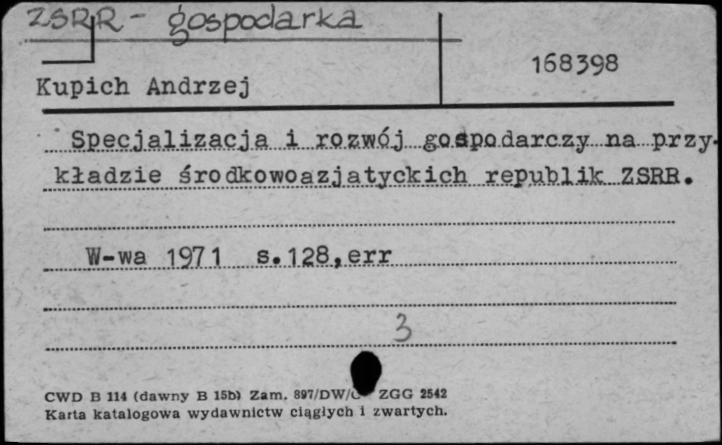 ZSRR - gospodarka
168398
Kupich Andrzej
Specjalizacja i rozwój gospodarczy na przy-
kładzie środkowoazjatyckich republik ZSRR.
W-wa 1971 s.128,err
3
CWD B 114 (dawny B 15b) Zam. 897/DW/ ZGG 2542
Karta katalogowa wydawnictw ciągłych i zwartych.